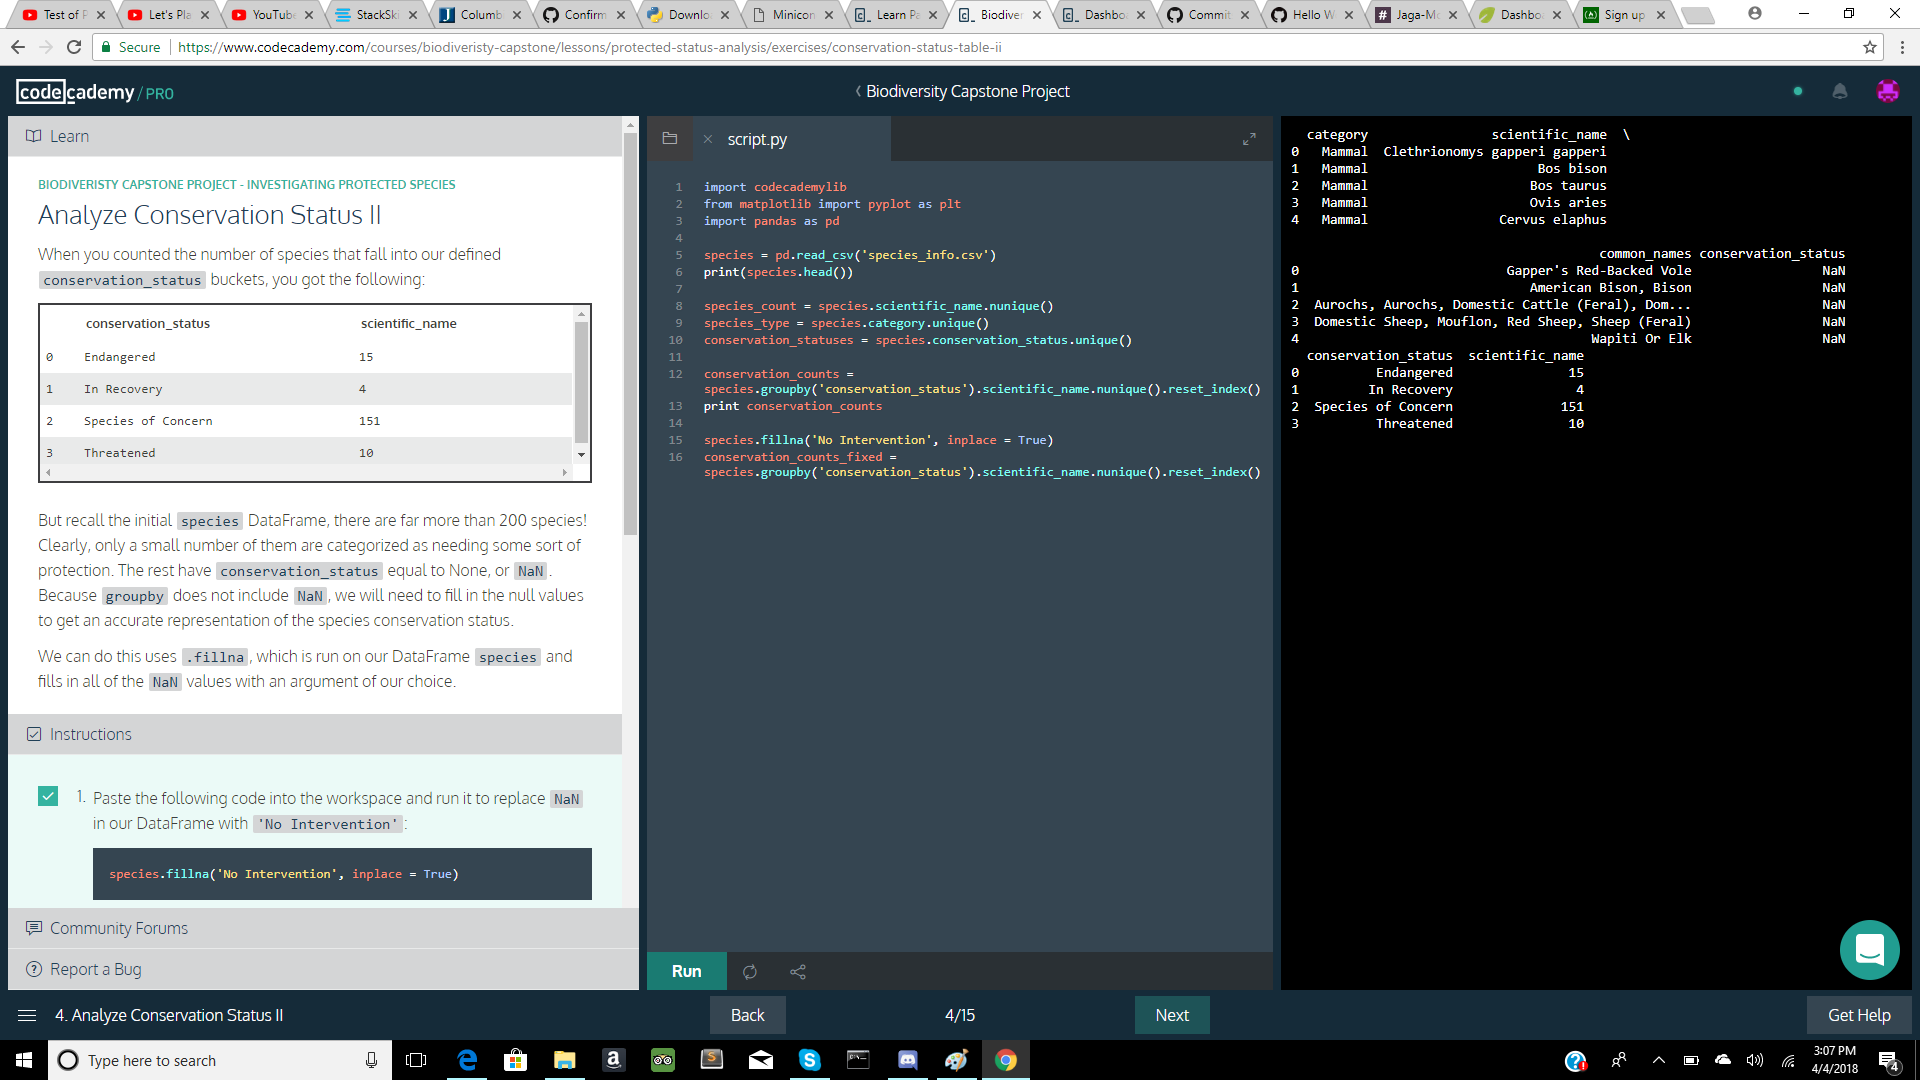 Test of P
Let's Pla
YouTube
StackSki
Columb
Confirm
Downlo
Minicon
Learn Pa
Biodiver
Dashbo
Commit
Hello W
Jaga-Mo
Dashbo
Sign up
Secure | https://www.codecademy.com/courses/biodiveristy-capstone/lessons/protected-status-analysis/exercises/conservation-status-table-ii
codecademy / PRO
Biodiversity Capstone Project
Learn
BIODIVERISTY CAPSTONE PROJECT - INVESTIGATING PROTECTED SPECIES
Analyze Conservation Status II
When you counted the number of species that fall into our defined
conservation_status buckets, you got the following:
conservation_status scientific_name
0 Endangered 15
1 In Recovery 4
2 Species of Concern 151
3 Threatened 10
But recall the initial species DataFrame, there are far more than 200 species!
Clearly, only a small number of them are categorized as needing some sort of
protection. The rest have conservation_status equal to None, or NaN.
Because groupby does not include NaN, we will need to fill in the null values
to get an accurate representation of the species conservation status.
We can do this uses .fillna, which is run on our DataFrame species and
fills in all of the NaN values with an argument of our choice.
Instructions
1. Paste the following code into the workspace and run it to replace NaN
in our DataFrame with 'No Intervention':
species.fillna('No Intervention', inplace = True)
Community Forums
Report a Bug
script.py
1 import codecademylib
2 from matplotlib import pyplot as plt
3 import pandas as pd
4
5 species = pd.read_csv('species_info.csv')
6 print(species.head())
7
8 species_count = species.scientific_name.nunique()
9 species_type = species.category.unique()
10 conservation_statuses = species.conservation_status.unique()
11
12 conservation_counts =
species.groupby('conservation_status').scientific_name.nunique().reset_index()
13 print conservation_counts
14
15 species.fillna('No Intervention', inplace = True)
16 conservation_counts_fixed =
species.groupby('conservation_status').scientific_name.nunique().reset_index()
Run
category scientific_name \
0 Mammal Clethrionomys gapperi gapperi
1 Mammal Bos bison
2 Mammal Bos taurus
3 Mammal Ovis aries
4 Mammal Cervus elaphus
common_names conservation_status
0 Gapper's Red-Backed Vole NaN
1 American Bison, Bison NaN
2 Aurochs, Aurochs, Domestic Cattle (Feral), Dom... NaN
3 Domestic Sheep, Mouflon, Red Sheep, Sheep (Feral) NaN
4 Wapiti Or Elk NaN
conservation_status scientific_name
0 Endangered 15
1 In Recovery 4
2 Species of Concern 151
3 Threatened 10
4. Analyze Conservation Status II
Back
4/15
Next
Get Help
Type here to search
3:07 PM
4/4/2018
4